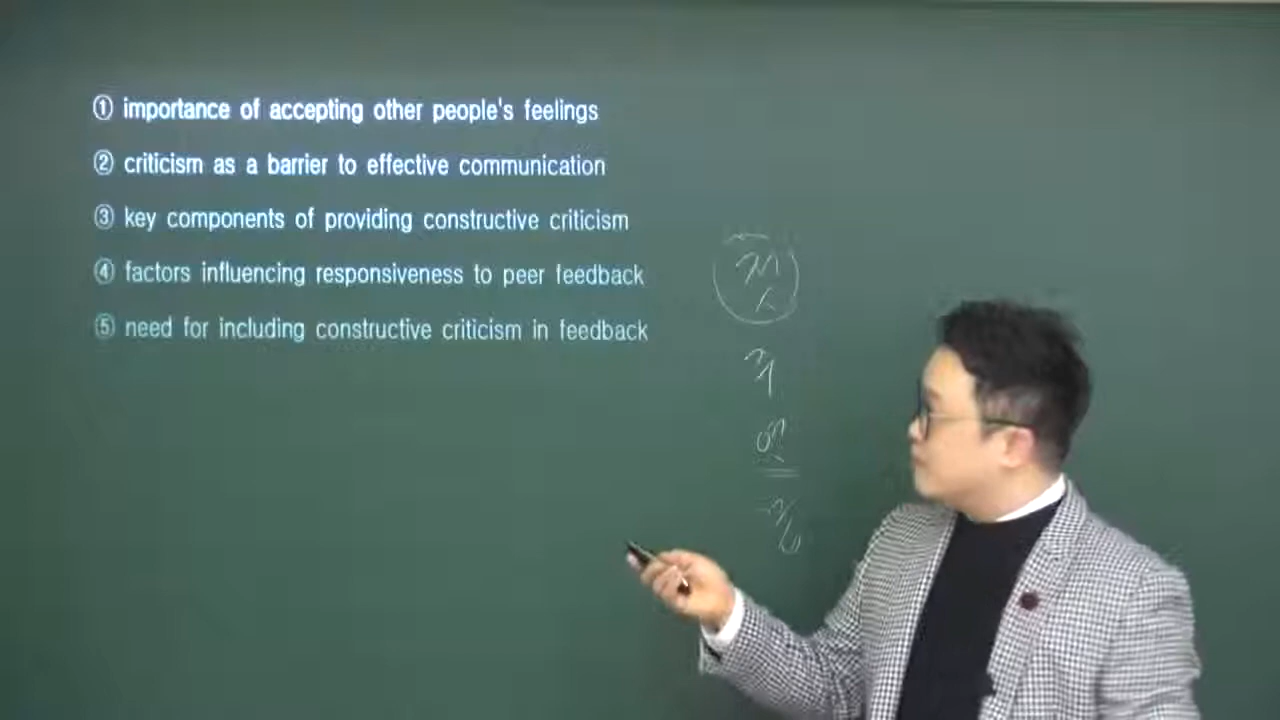 ① importance of accepting other people's feelings
② criticism as a barrier to effective communication
③ key components of providing constructive criticism
④ factors influencing responsiveness to peer feedback
⑤ need for including constructive criticism in feedback